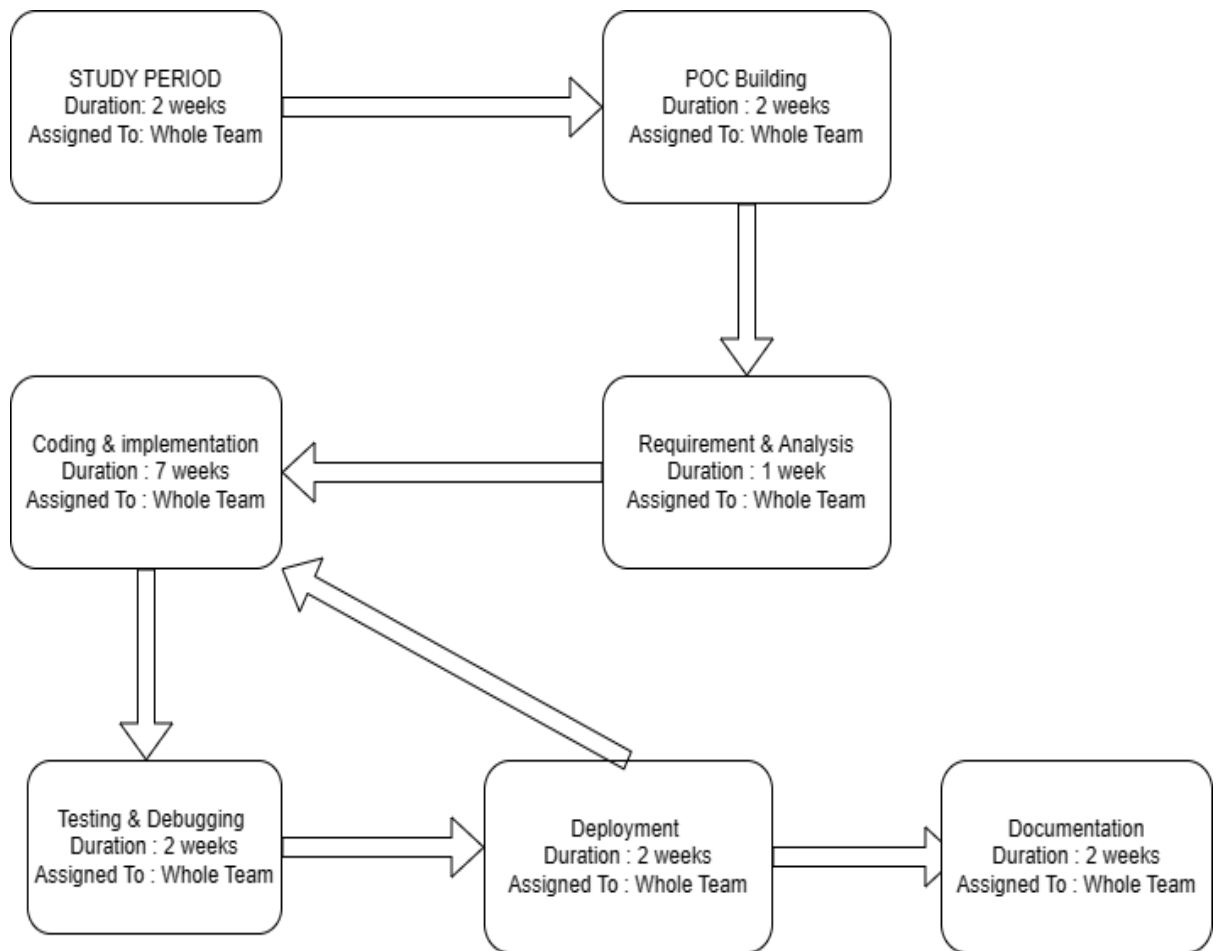 STUDY PERIOD
Duration: 2 weeks
Assigned To: Whole Team
POC Building
Duration : 2 weeks
Assigned To: Whole Team
Requirement & Analysis
Duration : 1 week
Assigned To : Whole Team
Coding & implementation
Duration : 7 weeks
Assigned To : Whole Team
Testing & Debugging
Duration : 2 weeks
Assigned To : Whole Team
Deployment
Duration : 2 weeks
Assigned To : Whole Team
Documentation
Duration : 2 weeks
Assigned To : Whole Team